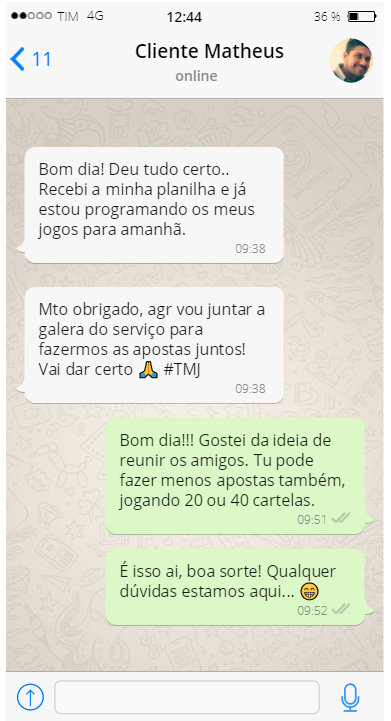 TIM 4G 12:44 36 %
11 Cliente Matheus
online
Bom dia! Deu tudo certo..
Recebi a minha planilha e já
estou programando os meus
jogos para amanhã.
09:38
Mto obrigado, agr vou juntar a
galera do serviço para
fazermos as apostas juntos!
Vai dar certo 🙏 #TMJ
09:38
Bom dia!!! Gostei da ideia de
reunir os amigos. Tu pode
fazer menos apostas também,
jogando 20 ou 40 cartelas.
09:51
É isso ai, boa sorte! Qualquer
dúvidas estamos aqui... 😁
09:52